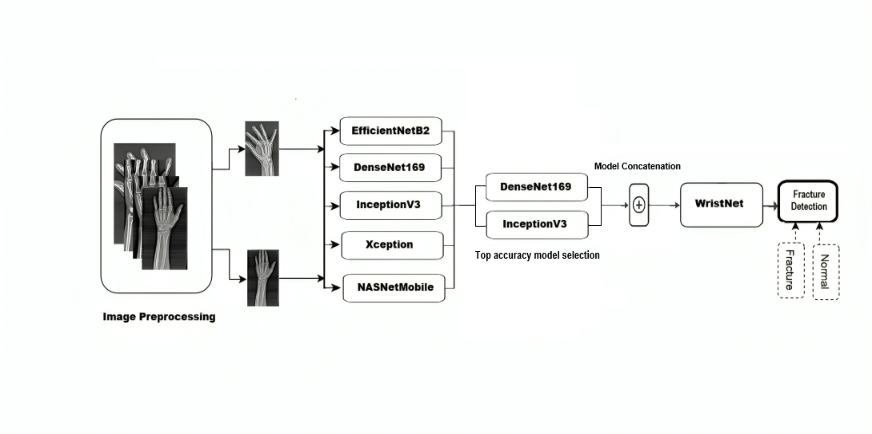 EfficientNetB2
DenseNet169
InceptionV3
Xception
NASNetMobile
Image Preprocessing
DenseNet169
InceptionV3
Top accuracy model selection
Model Concatenation
WristNet
Fracture
Detection
Fracture
Normal